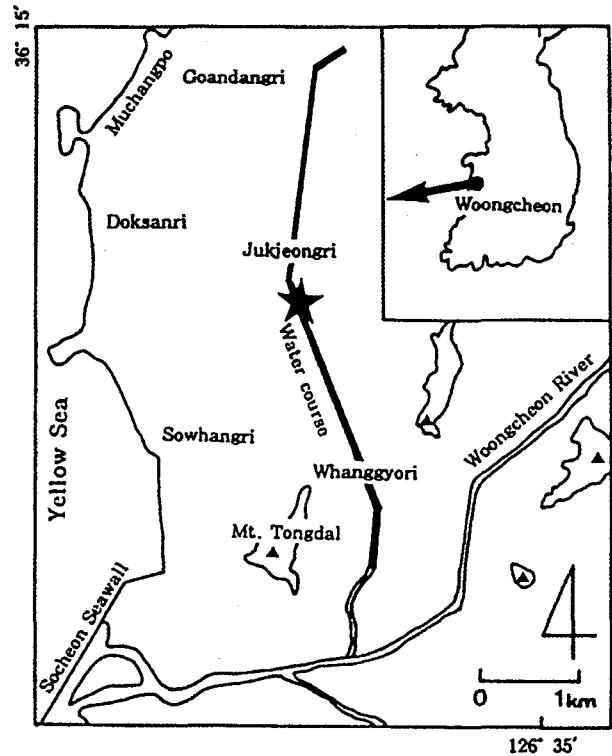 36° 15′
Muchangpo
Goandangri
Woongcheon
Doksanri
Jukjeongri
Water course
Woongcheon River
Sowhangri
Whanggyori
Yellow Sea
Mt. Tongdal
Socheon Seawall
0 1km
126° 35′